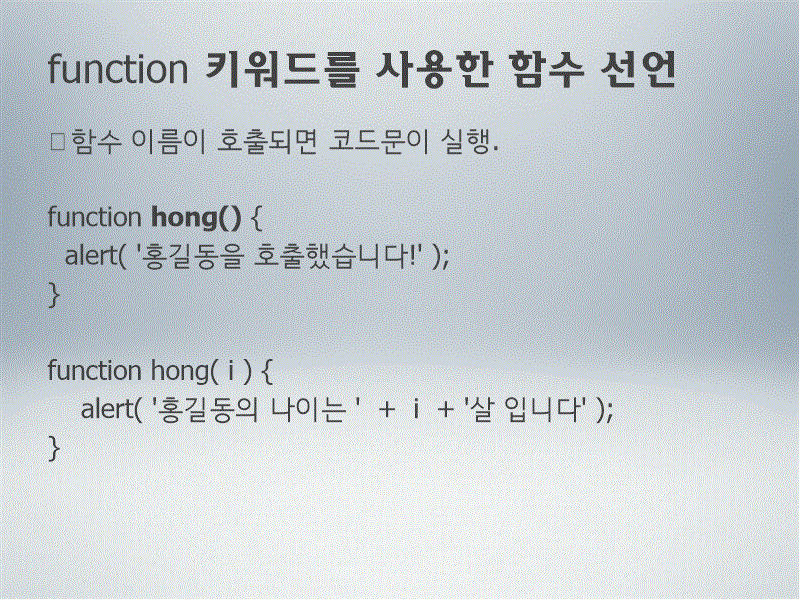 function 키워드를 사용한 함수 선언
□함수 이름이 호출되면 코드문이 실행.
function hong() {
alert( '홍길동을 호출했습니다!' );
}
function hong( i ) {
alert( '홍길동의 나이는 ' + i + '살 입니다' );
}